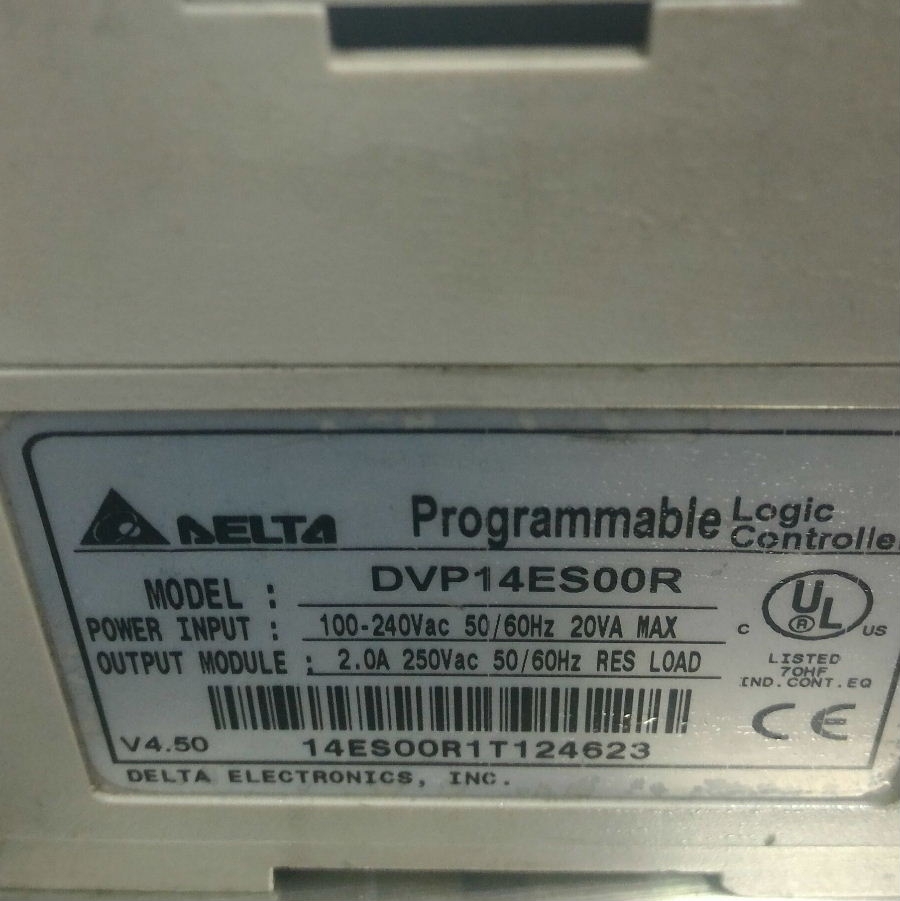 DELTA Programmable Logic Controlle
MODEL : DVP14ES00R
POWER INPUT : 100-240Vac 50/60Hz 20VA MAX
OUTPUT MODULE : 2.0A 250Vac 50/60Hz RES LOAD
C UL ® US
LISTED
70HF
IND.CONT.EQ
CE
V4.50 14ES00R1T124623
DELTA ELECTRONICS, INC.